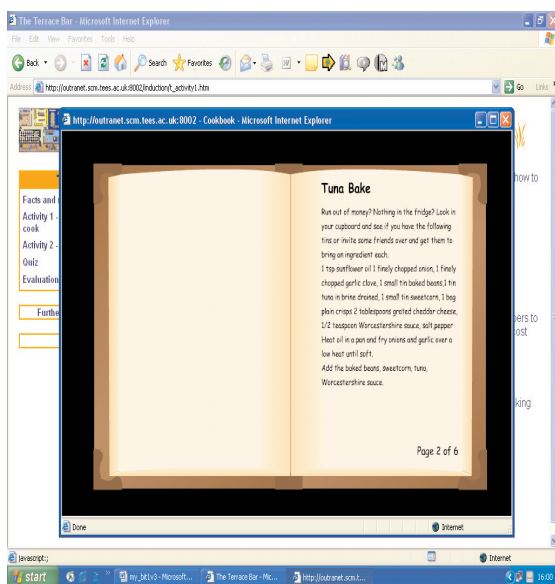 The Terrace Bar - Microsoft Internet Explorer
File Edit View Favorites Tools Help
Back Search Favorites
Address http://outranet.scm.tees.ac.uk:8002/induction/t_activity1.htm Go Links
http://outranet.scm.tees.ac.uk:8002 - Cookbook - Microsoft Internet Explorer
how to
Facts and
Activity 1 -
cook
Activity 2 -
Quiz
Evaluation
Furthe
pers to
cost
king
Tuna Bake
Run out of money? Nothing in the fridge? Look in
your cupboard and see if you have the following
tins or invite some friends over and get them to
bring an ingredient each.
1 tsp sunflower oil 1 finely chopped onion, 1 finely
chopped garlic clove, 1 small tin baked beans,1 tin
tuna in brine drained, 1 small tin sweetcorn, 1 bag
plain crisps 2 tablespoons grated cheddar cheese,
1/2 teaspoon Worcestershire sauce, salt,pepper
Heat oil in a pan and fry onions and garlic over a
low heat until soft.
Add the baked beans, sweetcorn, tuna,
Worcestershire sauce.
Page 2 of 6
Done Internet
javascript:; Internet
start my_bit1v3 - Microsoft... The Terrace Bar - Mic... http://outranet.scm.t... 16:00